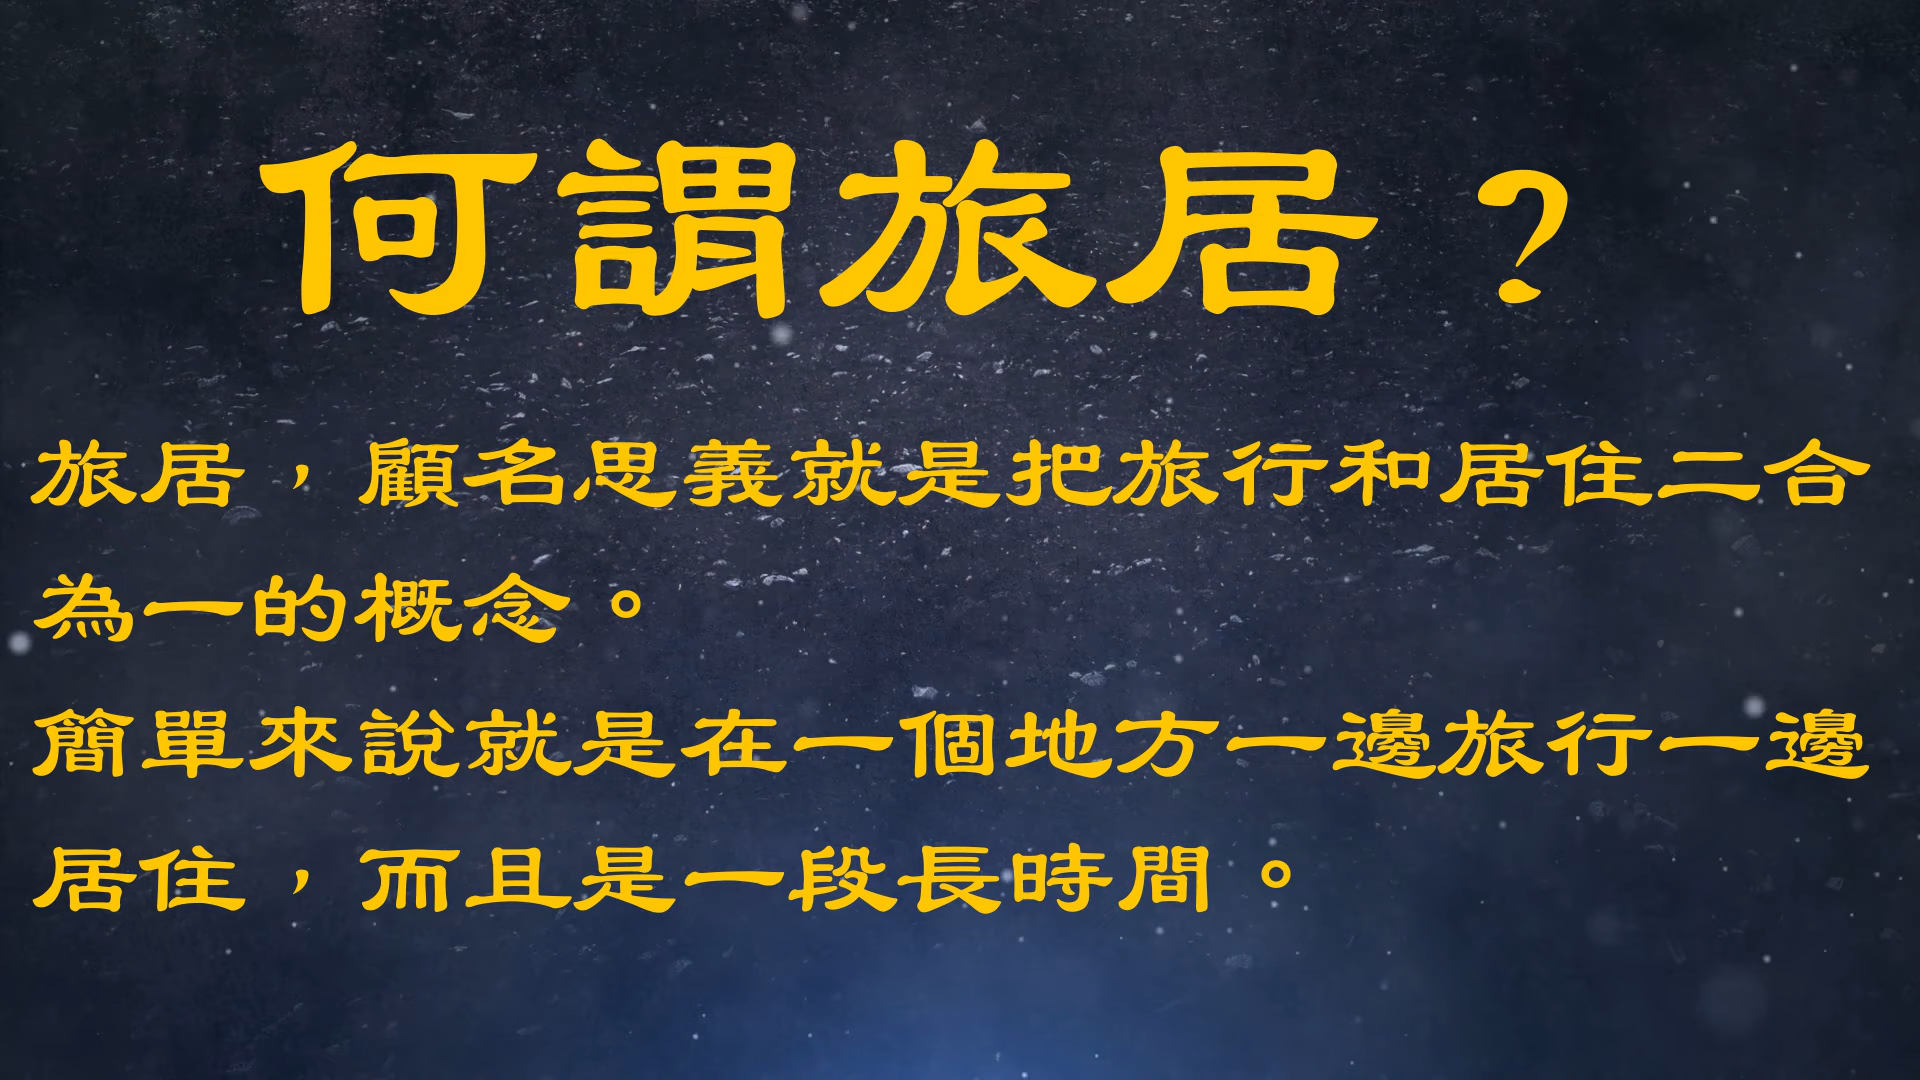 何謂旅居？
旅居，顧名思義就是把旅行和居住二合
為一的概念。
簡單來說就是在一個地方一邊旅行一邊
居住，而且是一段長時間。